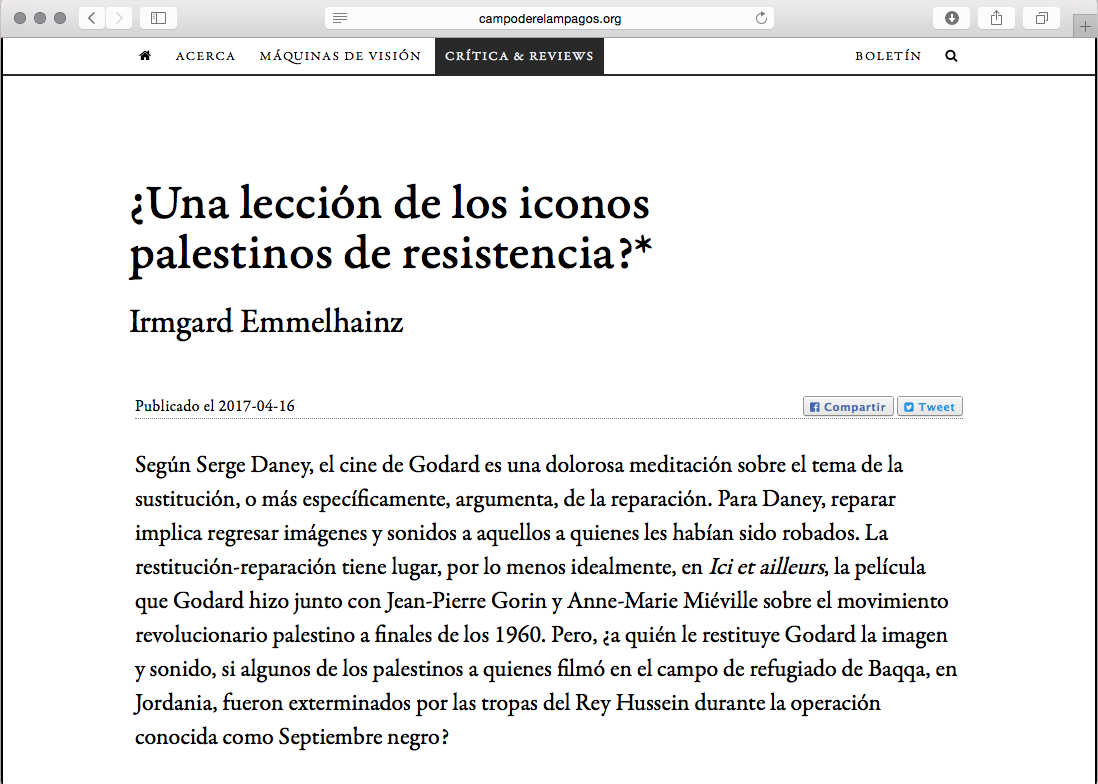 campoderelampagos.org
ACERCA
MÁQUINAS DE VISIÓN
CRÍTICA & REVIEWS
BOLETÍN
¿Una lección de los iconos
palestinos de resistencia?*
Irmgard Emmelhainz
Publicado el 2017-04-16
Compartir
Tweet
Según Serge Daney, el cine de Godard es una dolorosa meditación sobre el tema de la
sustitución, o más específicamente, argumenta, de la reparación. Para Daney, reparar
implica regresar imágenes y sonidos a aquellos a quienes les habían sido robados. La
restitución-reparación tiene lugar, por lo menos idealmente, en Ici et ailleurs, la película
que Godard hizo junto con Jean-Pierre Gorin y Anne-Marie Miéville sobre el movimiento
revolucionario palestino a finales de los 1960. Pero, ¿a quién le restituye Godard la imagen
y sonido, si algunos de los palestinos a quienes filmó en el campo de refugiado de Baqqa, en
Jordania, fueron exterminados por las tropas del Rey Hussein durante la operación
conocida como Septiembre negro?